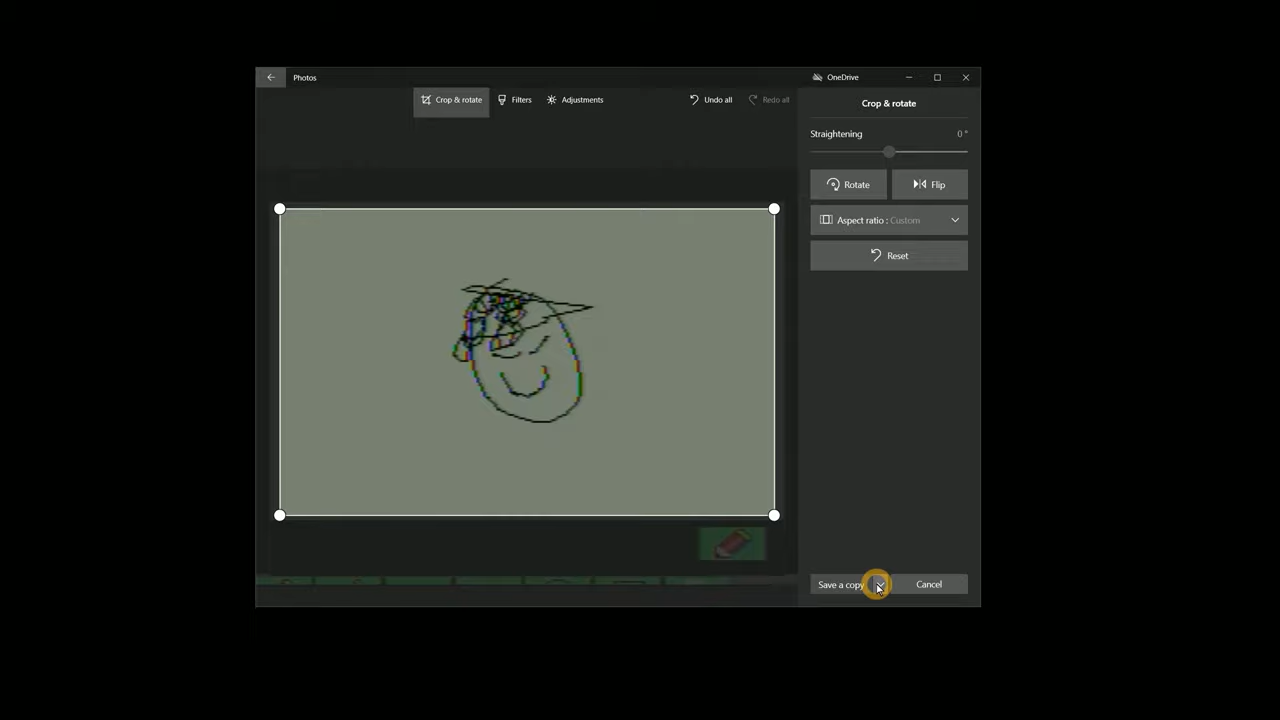 Photos
OneDrive
Crop & rotate
Filters
Adjustments
Undo all
Redo all
Crop & rotate
Straightening
0 °
Rotate
Flip
Aspect ratio : Custom
Reset
Save a copy
Cancel